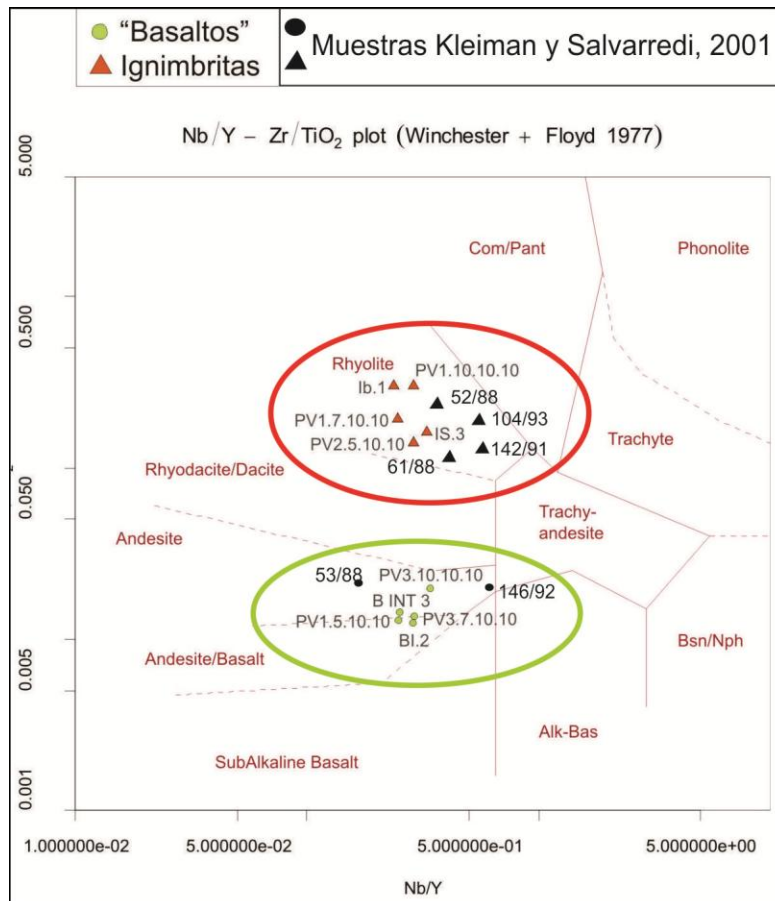 "Basaltos"
Ignimbritas
Muestras Kleiman y Salvarredi, 2001
Nb/Y – Zr/TiO₂ plot (Winchester + Floyd 1977)
5.000
Com/Pant
Phonolite
0.500
Rhyolite
PV1.10.10.10
Ib.1
52/88
PV1.7.10.10
104/93
IS.3
PV2.5.10.10
142/91
Trachyte
61/88
Rhyodacite/Dacite
0.050
Trachy-
andesite
Andesite
53/88
PV3.10.10.10
146/92
B INT 3
PV1.5.10.10
PV3.7.10.10
BI.2
Andesite/Basalt
Bsn/Nph
0.005
Alk-Bas
SubAlkaline Basalt
0.001
1.000000e-02
5.000000e-02
5.000000e-01
5.000000e+00
Nb/Y